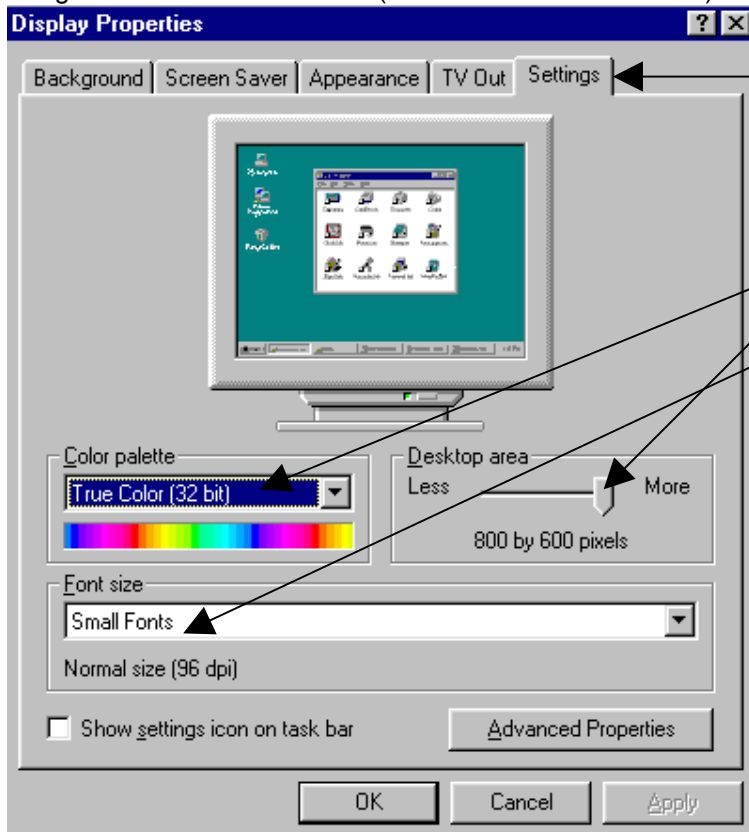 Display Properties
Background Screen Saver Appearance TV Out Settings
Color palette
True Color (32 bit)
Desktop area
Less More
800 by 600 pixels
Font size
Small Fonts
Normal size (96 dpi)
Show settings icon on task bar
Advanced Properties
OK Cancel Apply